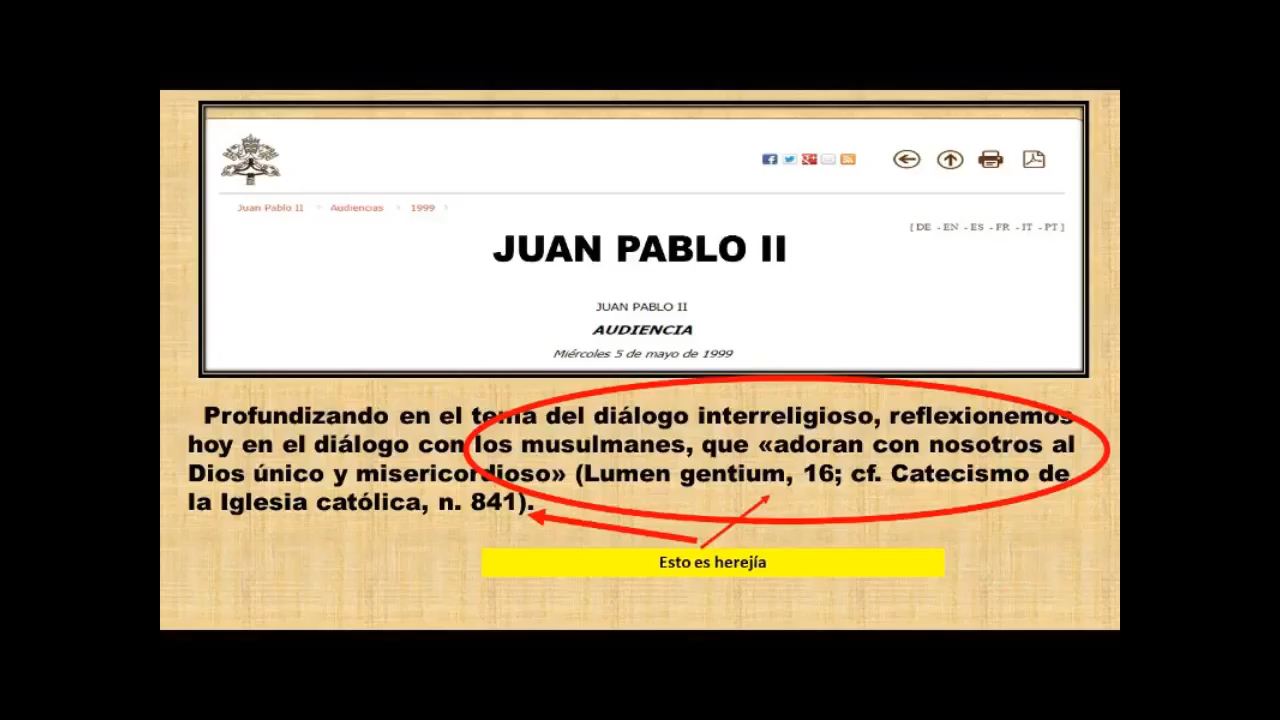 Juan Pablo II > Audiencias > 1999 >
[ DE - EN - ES - FR - IT - PT ]
JUAN PABLO II
JUAN PABLO II
AUDIENCIA
Miércoles 5 de mayo de 1999
Profundizando en el tema del diálogo interreligioso, reflexionemos
hoy en el diálogo con los musulmanes, que «adoran con nosotros al
Dios único y misericordioso» (Lumen gentium, 16; cf. Catecismo de
la Iglesia católica, n. 841).
Esto es herejía